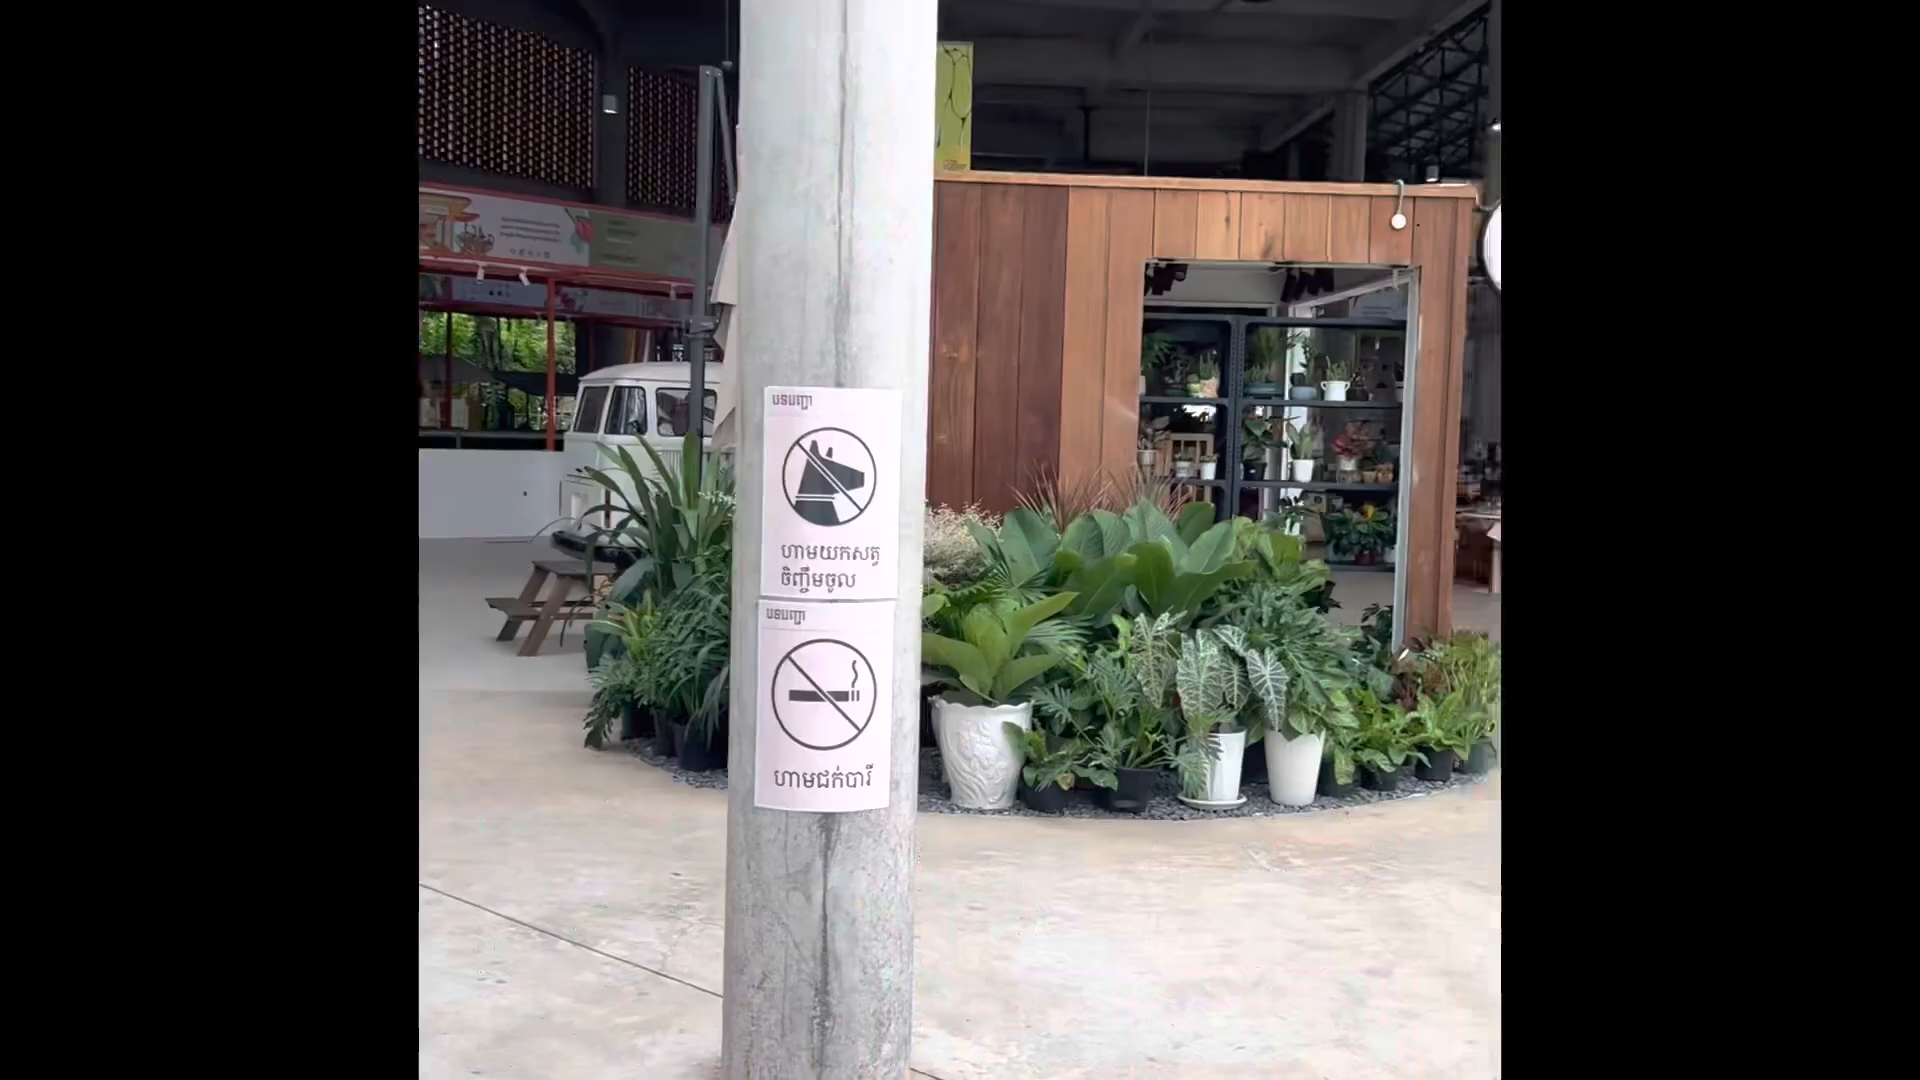 បទបញ្ជា
ហាមយកសត្វ
ចិញ្ចឹមចូល
បទបញ្ជា
ហាមជក់បារី